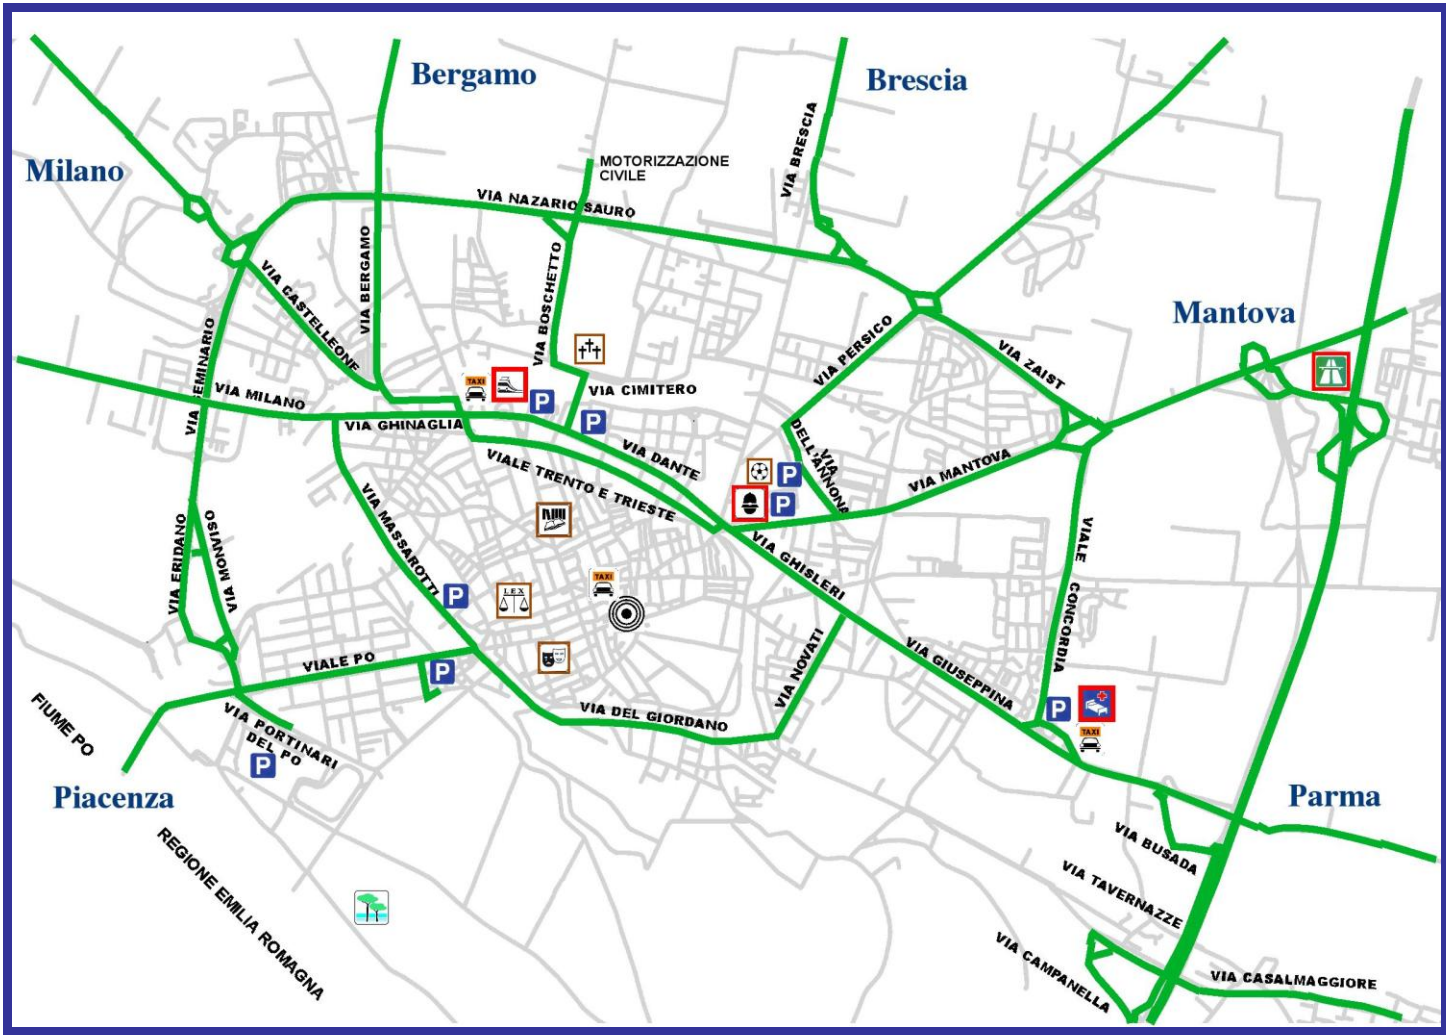 Bergamo
Brescia
Milano
Mantova
Piacenza
Parma
MOTORIZZAZIONE
CIVILE
VIA BRESCIA
VIA NAZARIO SAURO
VIA BERGAMO
VIA BOSCHETTO
VIA CASTELLEONE
VIA SEMINARIO
VIA PERSICO
VIA ZAIST
VIA MILANO
TAXI
P
VIA CIMITERO
P
VIA GHINAGLIA
VIA DANTE
VIALE TRENTO E TRIESTE
VIA
DELL'ANNONA
P
P
VIA MANTOVA
VIA MASSAROTTI
VIA ERIDANO
VIA MONVISO
VIA GHISLERI
VIALE CONCORDIA
TAXI
P
LEX
VIALE PO
P
VIA NOVATI
VIA GIUSEPPINA
P
TAXI
VIA DEL GIORDANO
VIA PORTINARI
DEL PO
P
FIUME PO
REGIONE EMILIA ROMAGNA
VIA BUSADA
VIA TAVERNAZZE
VIA CAMPANELLA
VIA CASALMAGGIORE